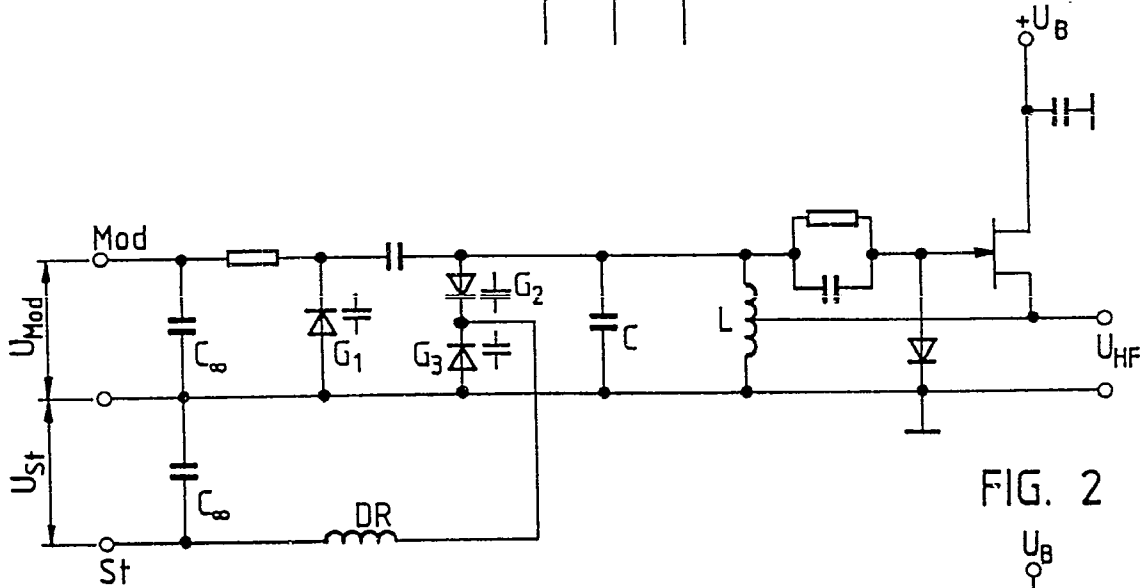 +U_B
Mod
U_Mod
C_∞
G_1
G_2
G_3
C
L
U_HF
U_St
C_∞
DR
St
FIG. 2
U_B